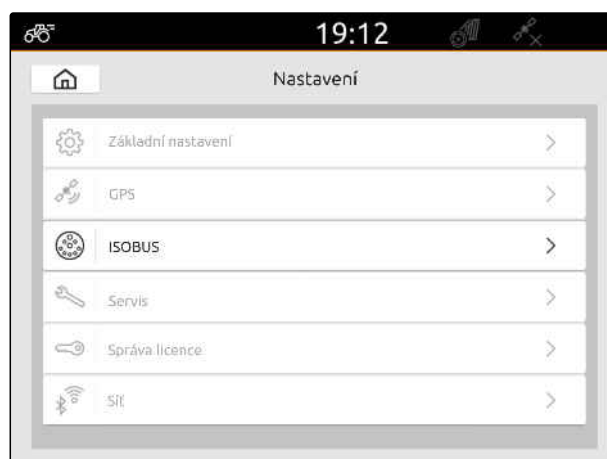 19:12
Nastavení
Základní nastavení
GPS
ISOBUS
Servis
Správa licence
Síť